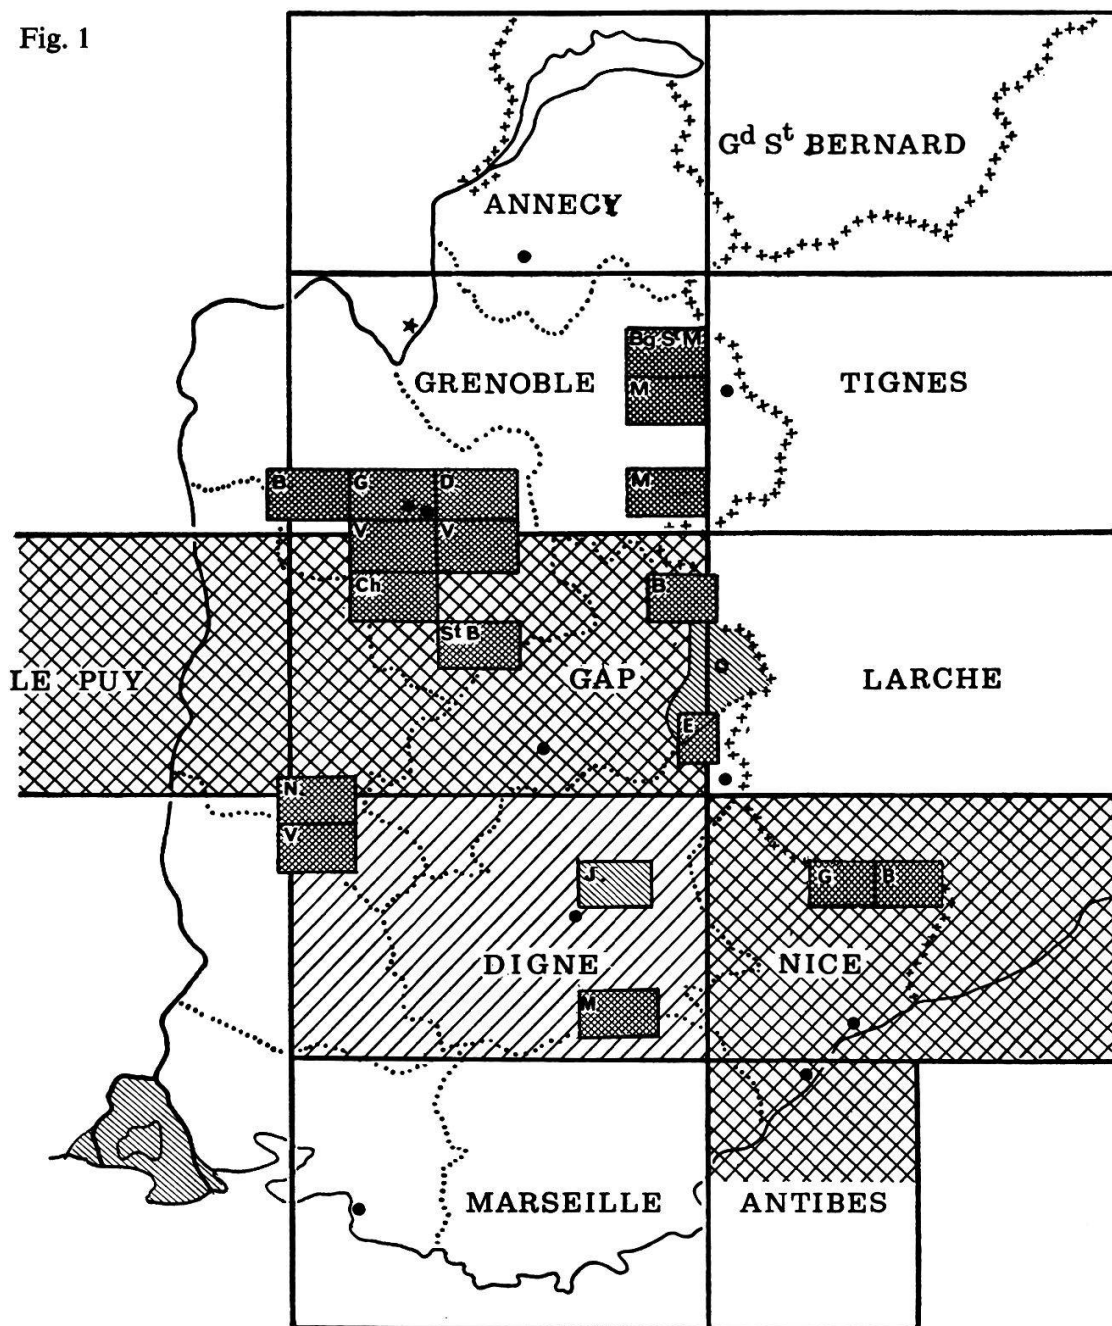 Fig. 1
Gd St BERNARD
ANNECY
Bg S M
GRENOBLE
M
TIGNES
B.
G
D.
M
V
V
Ch
B.
St B
LE PUY
GAP
LARCHE
E
N.
V
J.
G
B
DIGNE
NICE
M
MARSEILLE
ANTIBES